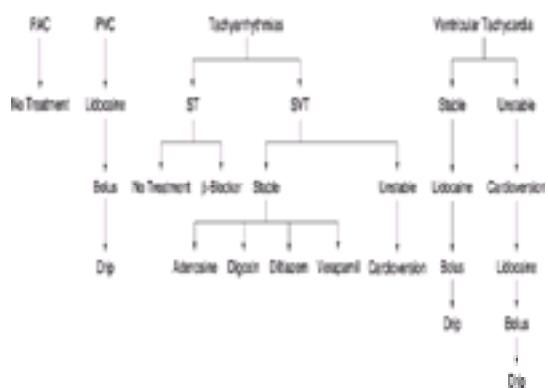 PAC PVC Tachyarrhythmias Ventricular Tachycardia
No Treatment Lidocaine ST SVT Stable Unstable
Bolus No Treatment β-Blocker Stable Unstable Lidocaine Cardioversion
Drip Adenosine Digoxin Diltiazem Verapamil Cardioversion Bolus Lidocaine
Drip Bolus
Drip